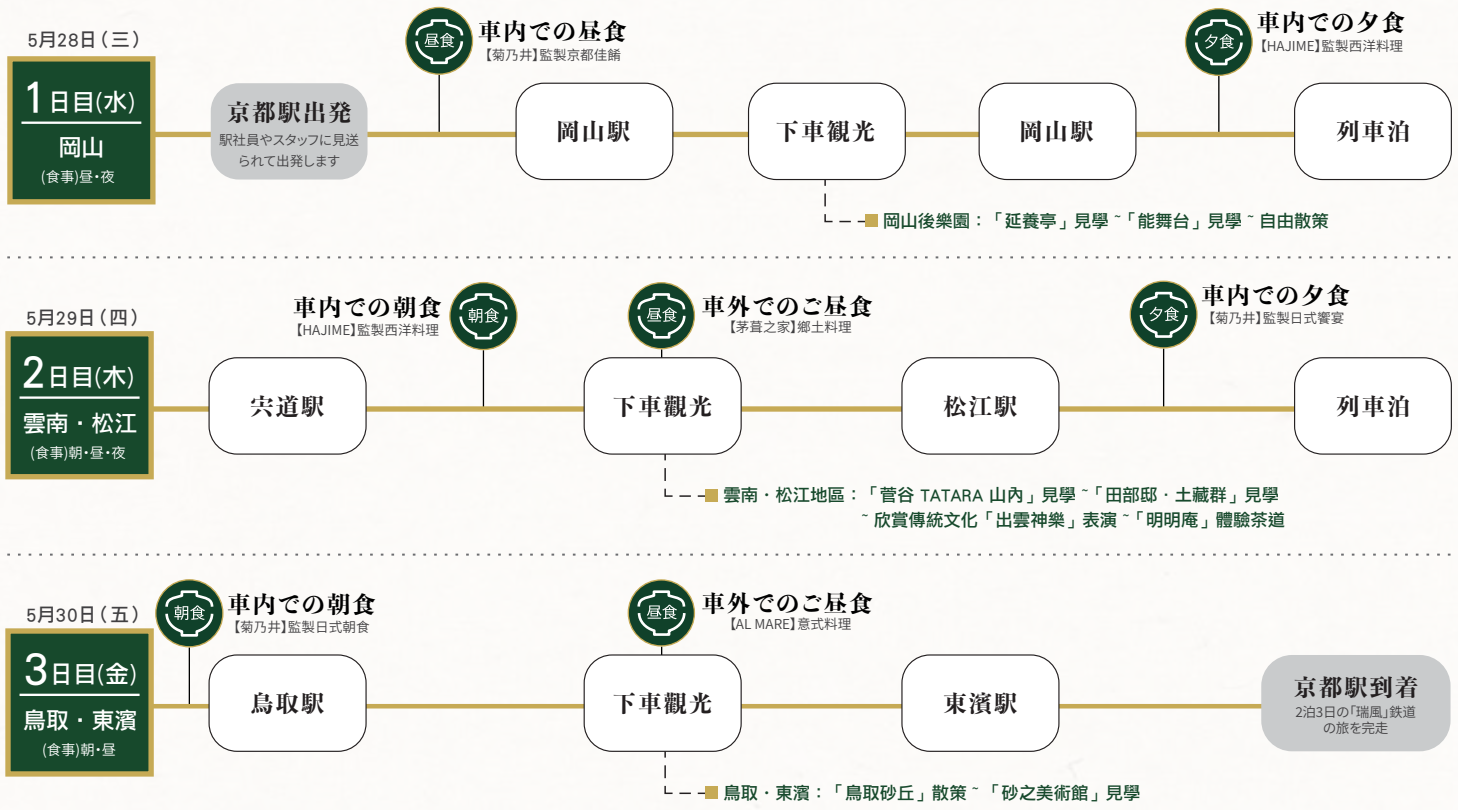 5月28日（三）
1日目(水)
岡山
(食事)昼・夜
京都駅出発
駅社員やスタッフに見送
られて出発します
昼食
車内での昼食
【菊乃井】監製京都佳餚
岡山駅
下車観光
岡山駅
夕食
車内での夕食
【HAJIME】監製西洋料理
列車泊
岡山後樂園：「延養亭」見學 ~「能舞台」見學 ~ 自由散策
5月29日（四）
2日目(木)
雲南・松江
(食事)朝・昼・夜
宍道駅
車内での朝食
【HAJIME】監製西洋料理
朝食
昼食
車外でのご昼食
【茅葺之家】鄉土料理
下車觀光
松江駅
夕食
車内での夕食
【菊乃井】監製日式饗宴
列車泊
雲南・松江地區：「菅谷 TATARA 山內」見學 ~「田部邸・土藏群」見學
~ 欣賞傳統文化「出雲神樂」表演 ~「明明庵」體驗茶道
5月30日（五）
3日目(金)
鳥取・東濱
(食事)朝・昼
朝食
車内での朝食
【菊乃井】監製日式朝食
鳥取駅
昼食
車外でのご昼食
【AL MARE】意式料理
下車觀光
東濱駅
京都駅到着
2泊3日の「瑞風」鉄道
の旅を完走
鳥取・東濱：「鳥取砂丘」散策 ~ 「砂之美術館」見學